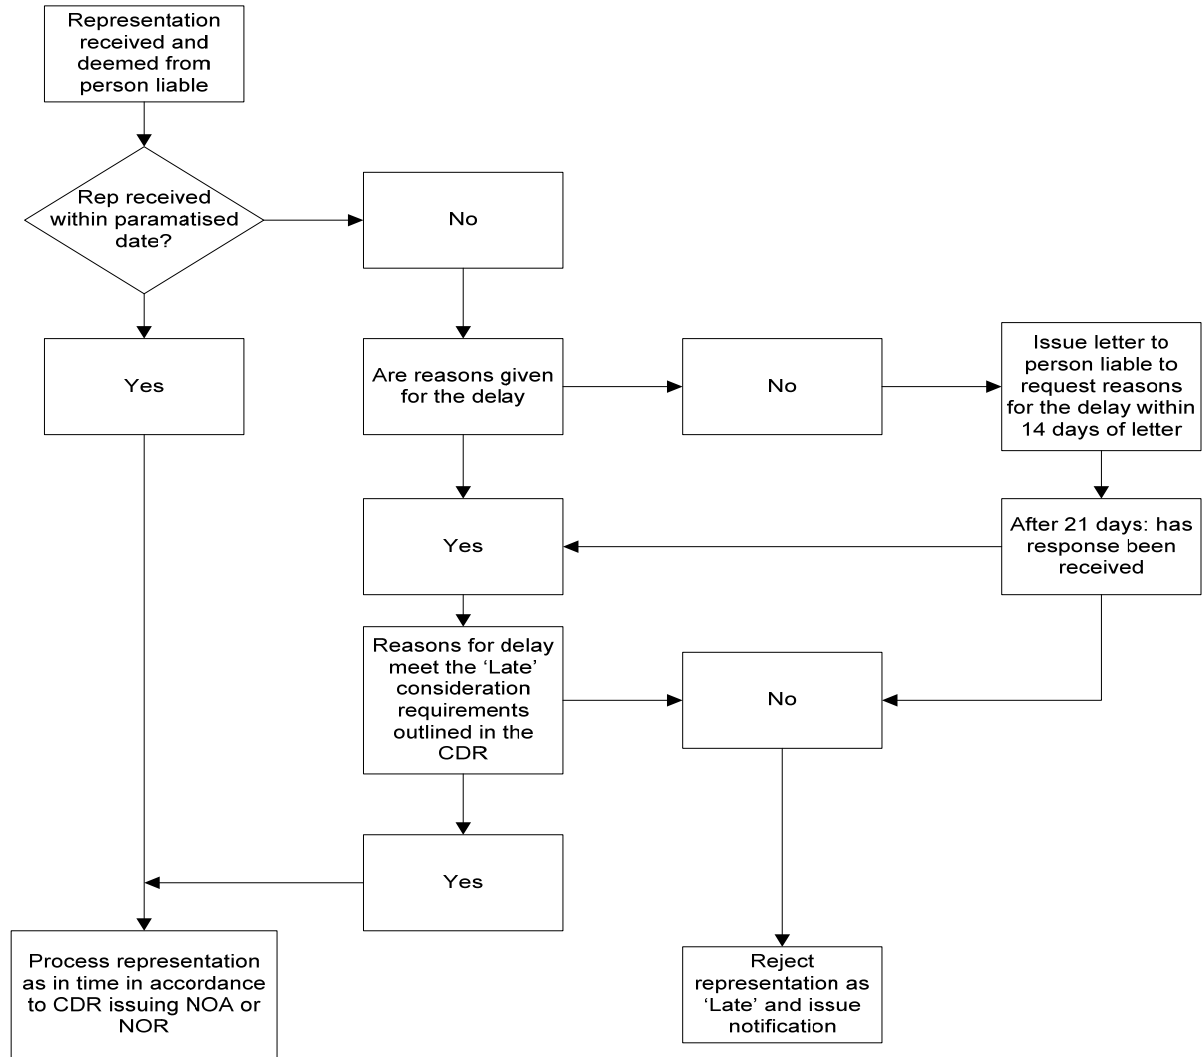 Representation
received and
deemed from
person liable
Rep received
within paramatised
date?
No
Yes
Are reasons given
for the delay
No
Issue letter to
person liable to
request reasons
for the delay within
14 days of letter
Yes
After 21 days: has
response been
received
Reasons for delay
meet the ‘Late’
consideration
requirements
outlined in the
CDR
No
Yes
Process representation
as in time in accordance
to CDR issuing NOA or
NOR
Reject
representation as
‘Late’ and issue
notification